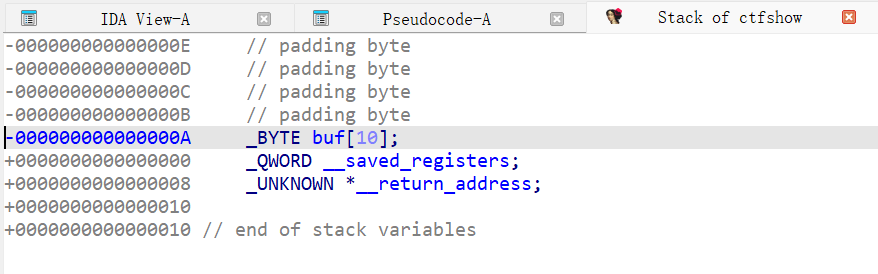 IDA View-A Pseudocode-A Stack of ctfshow
-000000000000000E // padding byte
-000000000000000D // padding byte
-000000000000000C // padding byte
-000000000000000B // padding byte
-000000000000000A _BYTE buf[10];
+0000000000000000 _QWORD __saved_registers;
+0000000000000008 _UNKNOWN *__return_address;
+0000000000000010
+0000000000000010 // end of stack variables